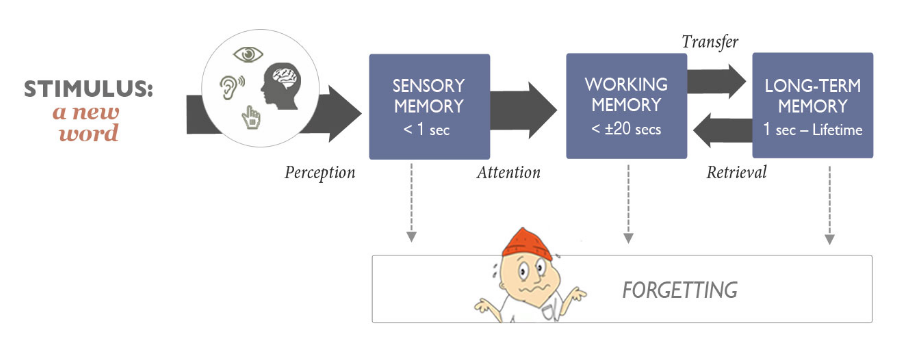 STIMULUS:
a new
word
Perception
SENSORY
MEMORY
< 1 sec
Attention
WORKING
MEMORY
< ±20 secs
Transfer
Retrieval
LONG-TERM
MEMORY
1 sec – Lifetime
FORGETTING